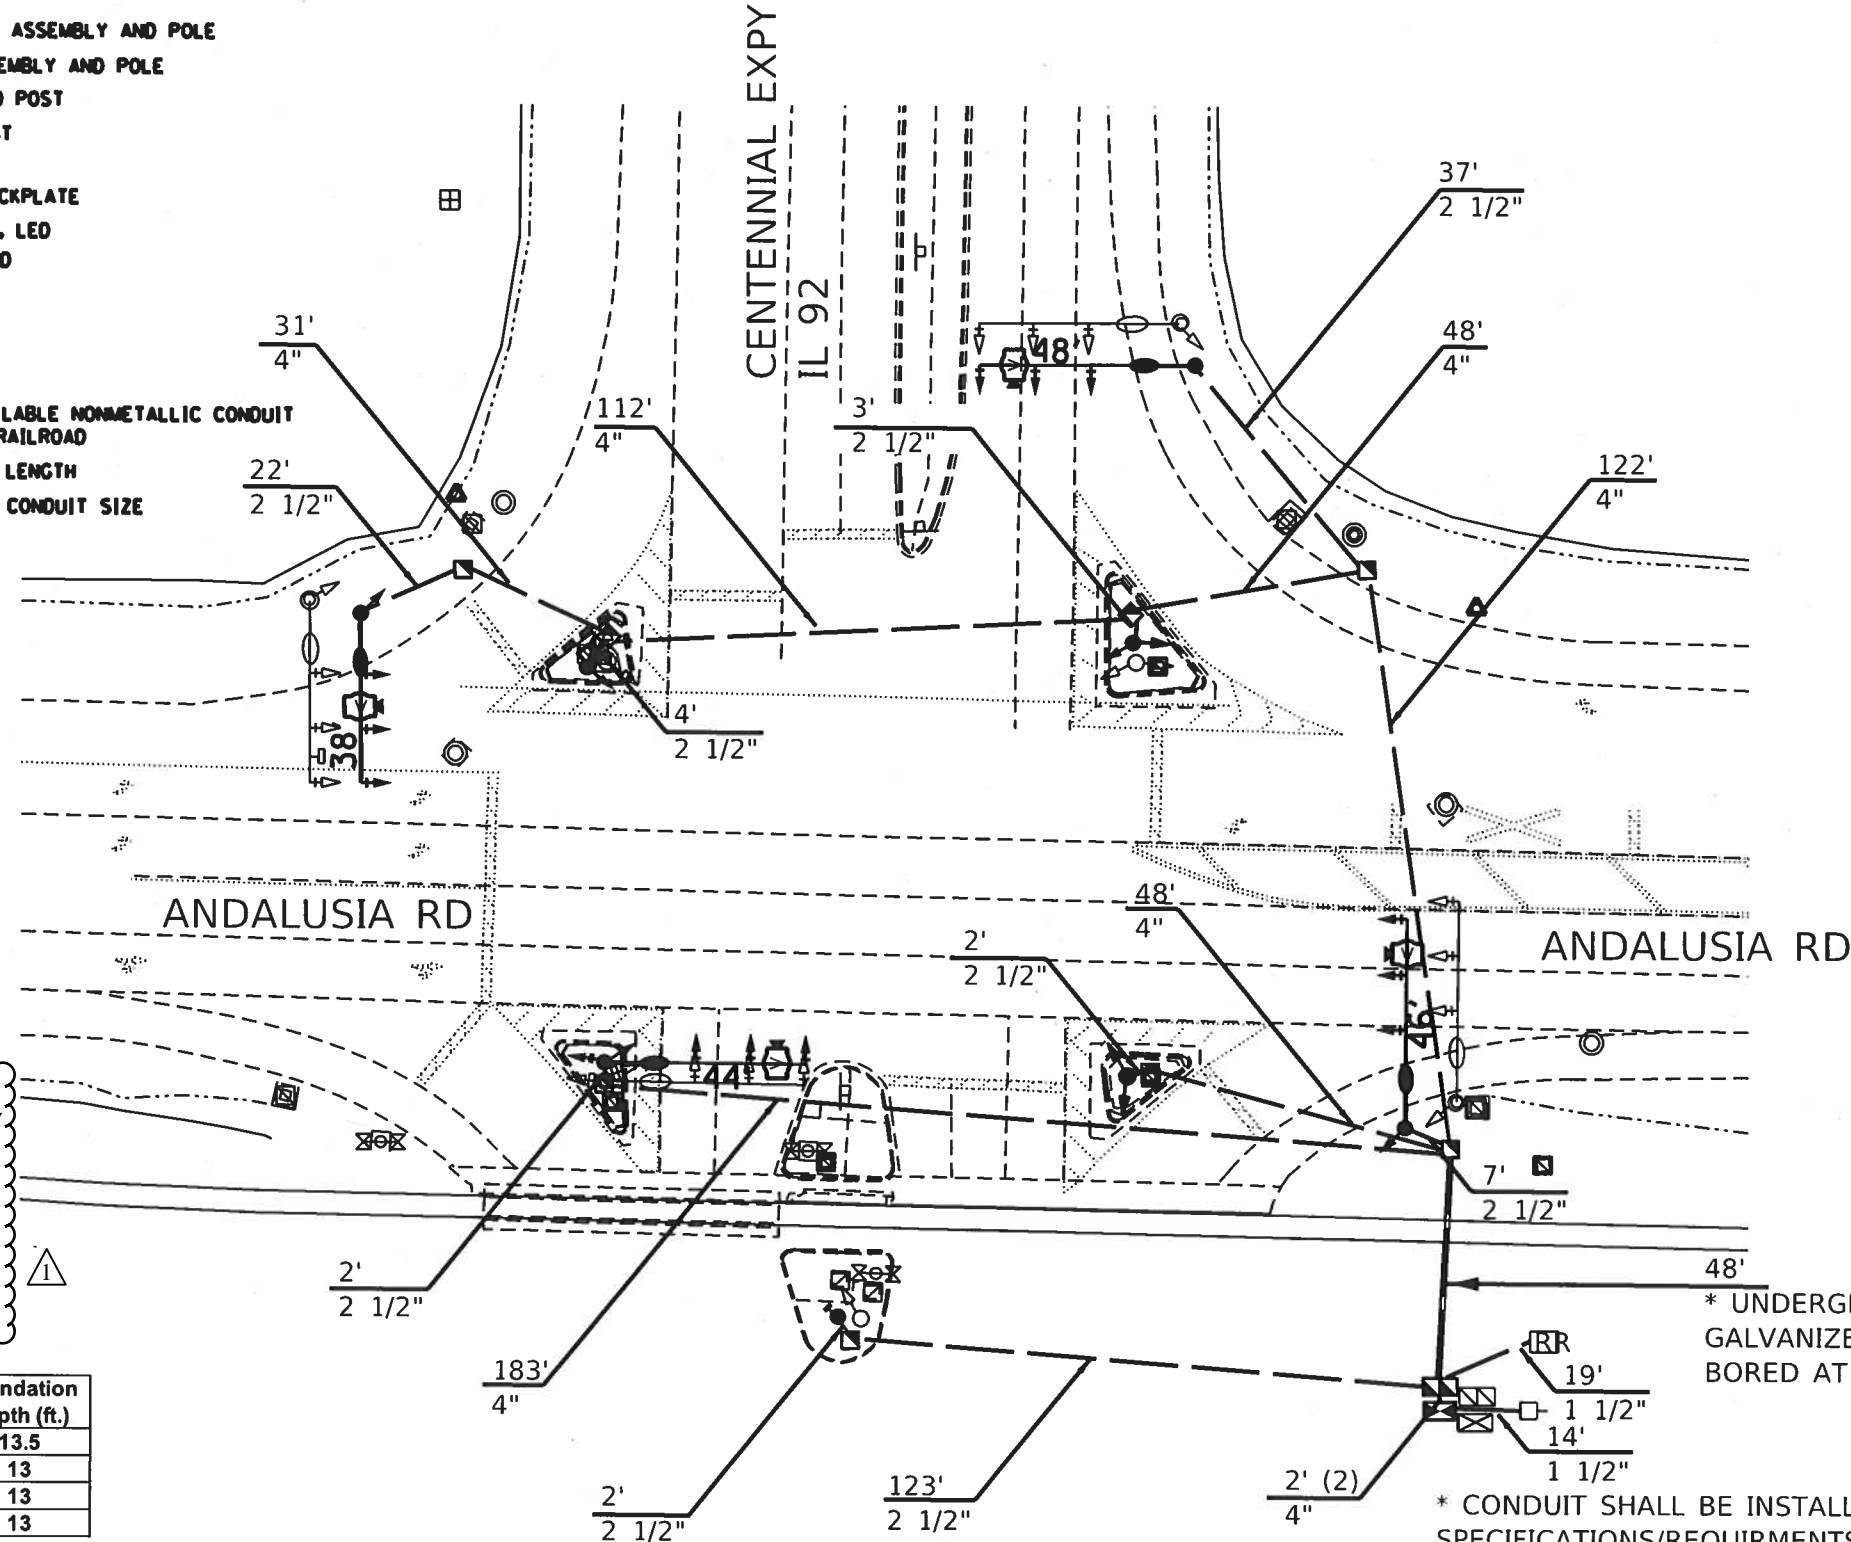 ASSEMBLY AND POLE
EMBLY AND POLE
POST
CKPLATE
LED
CENTENNIAL EXPY
IL 92
37'
2 1/2"
31'
4"
48'
48'
4"
LABLE NONMETALLIC CONDUIT
RAILROAD
LENGTH
CONDUIT SIZE
112'
4"
3'
2 1/2"
22'
2 1/2"
122'
4"
4'
2 1/2"
38
ANDALUSIA RD
48'
4"
2'
2 1/2"
ANDALUSIA RD
46'
44'
7'
2 1/2"
1
2'
2 1/2"
48'
* UNDERG
GALVANIZE
BORED AT
RR
183'
4"
19'
1 1/2"
ndation
pth (ft.)
13.5
13
13
13
14'
1 1/2"
2'
2 1/2"
123'
2 1/2"
2' (2)
4"
* CONDUIT SHALL BE INSTALL
SPECIFICATIONS/REQUIRMENTS